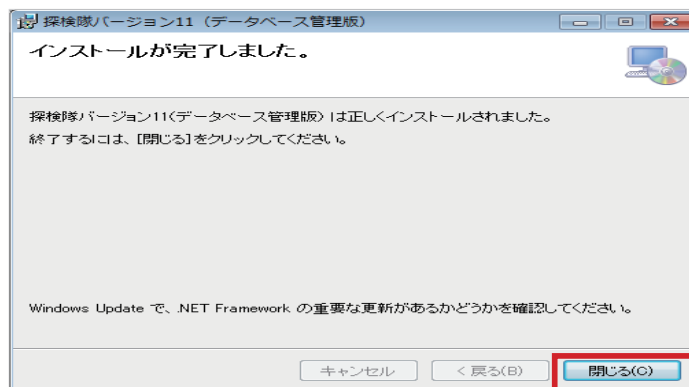 探検隊バージョン11（データベース管理版）
インストールが完了しました。
探検隊バージョン11(データベース管理版) は正しくインストールされました。
終了するには、[閉じる]をクリックしてください。
Windows Update で、.NET Framework の重要な更新があるかどうかを確認してください。
キャンセル
< 戻る(B)
閉じる(C)